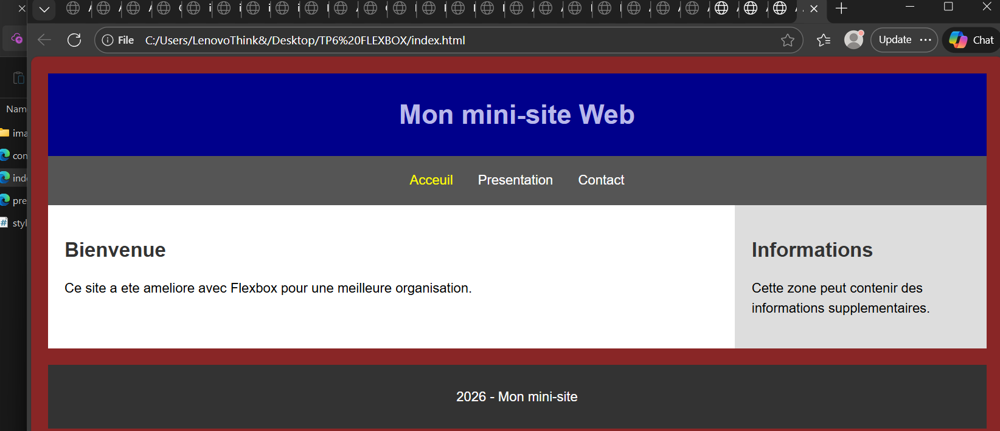 File C:/Users/LenovoThink&/Desktop/TP6%20FLEXBOX/index.html
Update
Chat
Nam
ima
con
inde
pre
styl
Mon mini-site Web
Acceuil Presentation Contact
Bienvenue
Ce site a ete ameliore avec Flexbox pour une meilleure organisation.
Informations
Cette zone peut contenir des
informations supplementaires.
2026 - Mon mini-site